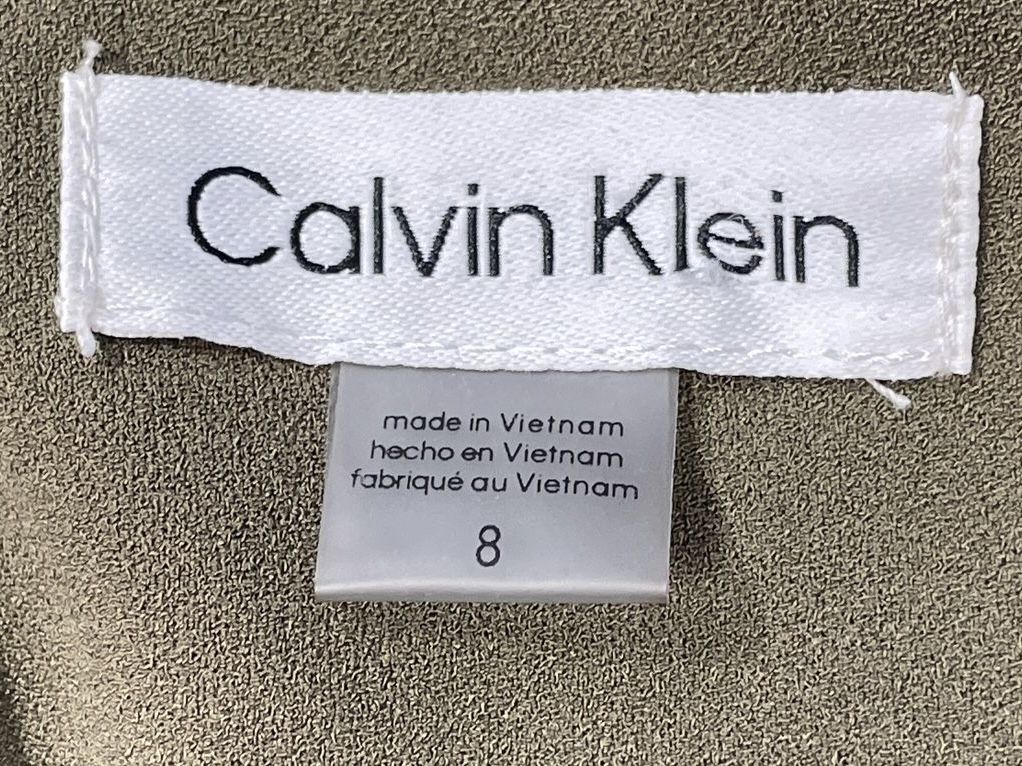 Calvin Klein
made in Vietnam
hecho en Vietnam
fabriqué au Vietnam
8